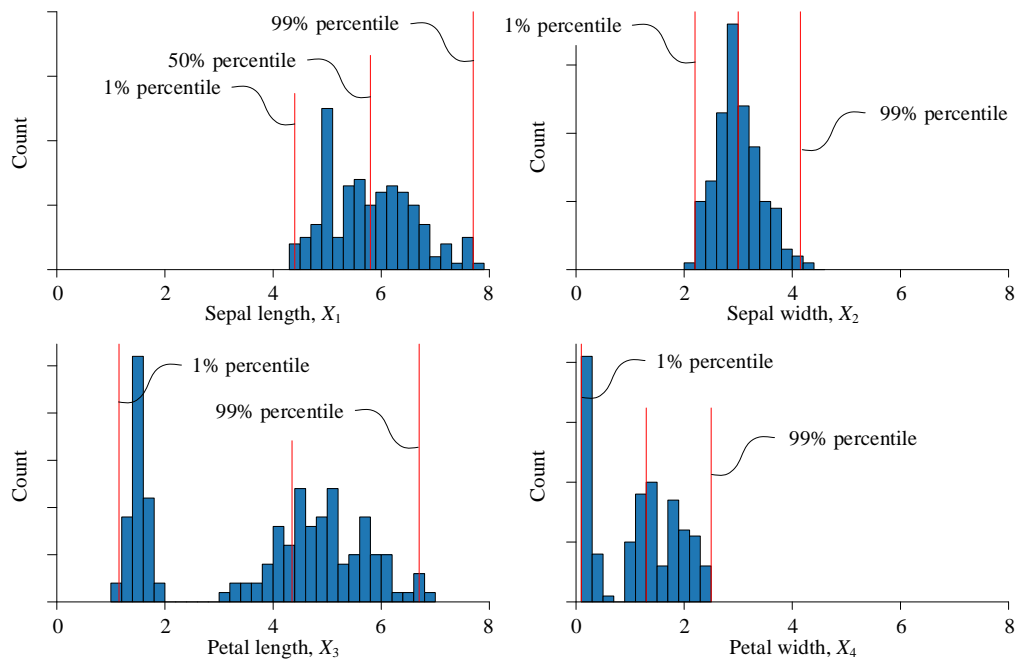 99% percentile
50% percentile
1% percentile
Count
0 2 4 6 8
Sepal length, X1
1% percentile
99% percentile
Count
0 2 4 6 8
Sepal width, X2
1% percentile
99% percentile
Count
0 2 4 6 8
Petal length, X3
1% percentile
99% percentile
Count
0 2 4 6 8
Petal width, X4